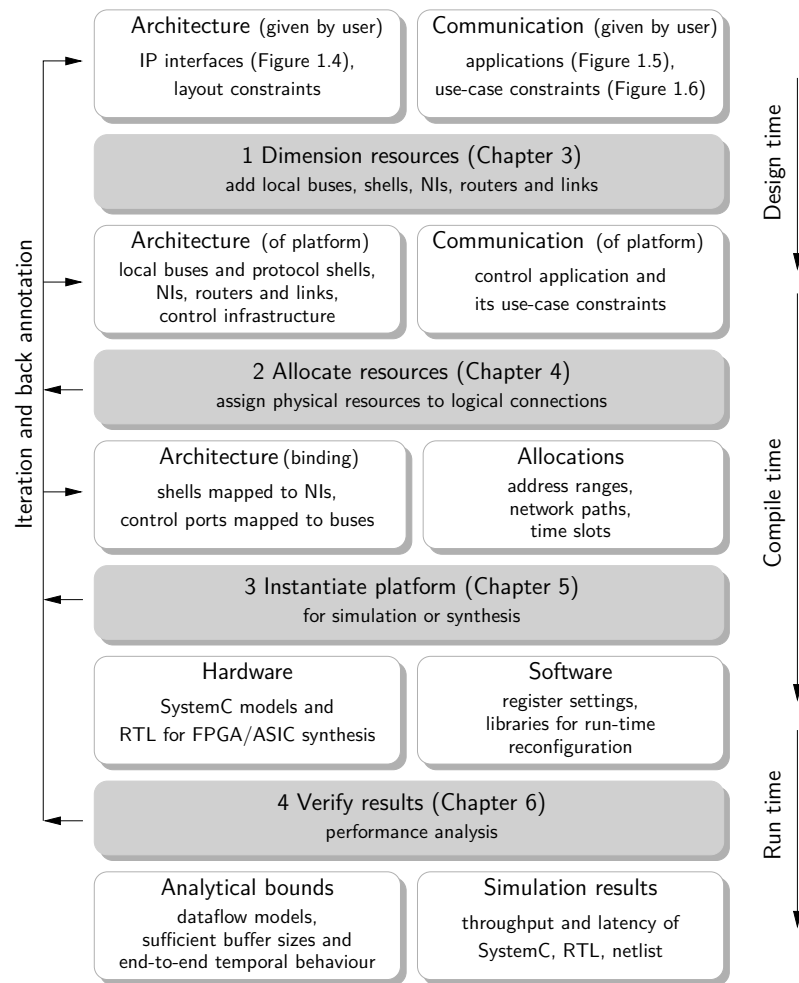 Architecture (given by user)
IP interfaces (Figure 1.4),
layout constraints
Communication (given by user)
applications (Figure 1.5),
use-case constraints (Figure 1.6)
1 Dimension resources (Chapter 3)
add local buses, shells, NIs, routers and links
Architecture (of platform)
local buses and protocol shells,
NIs, routers and links,
control infrastructure
Communication (of platform)
control application and
its use-case constraints
2 Allocate resources (Chapter 4)
assign physical resources to logical connections
Architecture (binding)
shells mapped to NIs,
control ports mapped to buses
Allocations
address ranges,
network paths,
time slots
3 Instantiate platform (Chapter 5)
for simulation or synthesis
Hardware
SystemC models and
RTL for FPGA/ASIC synthesis
Software
register settings,
libraries for run-time
reconfiguration
4 Verify results (Chapter 6)
performance analysis
Analytical bounds
dataflow models,
sufficient buffer sizes and
end-to-end temporal behaviour
Simulation results
throughput and latency of
SystemC, RTL, netlist
Iteration and back annotation
Design time
Compile time
Run time